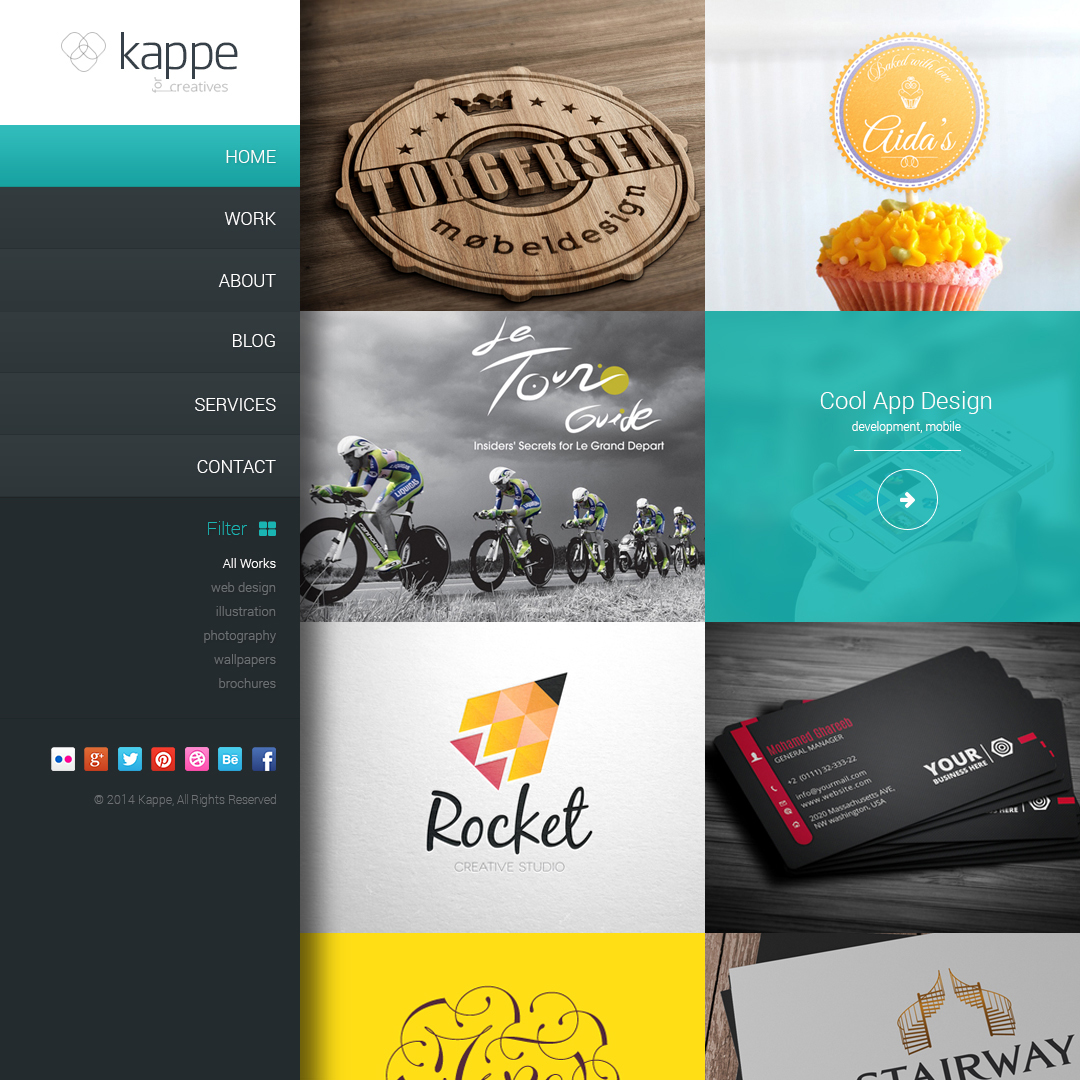 kappe
for creatives
HOME
WORK
ABOUT
BLOG
SERVICES
CONTACT
Filter
All Works
web design
illustration
photography
wallpapers
brochures
g+
Bē
f
© 2014 Kappe, All Rights Reserved
TORGERSEN
møbeldesign
Baked with love
Aida's
Le
Tour
Guide
Insiders' Secrets for Le Grand Depart
LIQUIGAS
Cool App Design
development, mobile
Rocket
CREATIVE STUDIO
Mohamed Ghareeb
GENERAL MANAGER
+2 (0111) 32-333-22
info@yourmail.com
www.website.com
2020 Massachusetts AVE,
NW washington, USA
YOUR
BUSINESS HERE
HERE
STAIRWAY